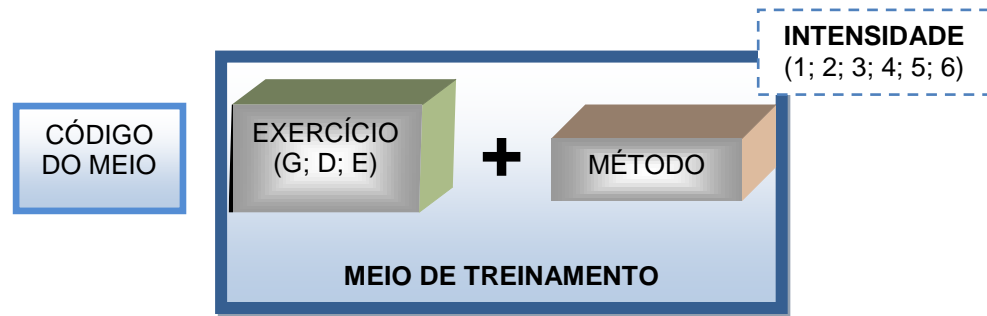 INTENSIDADE
(1; 2; 3; 4; 5; 6)
CÓDIGO
DO MEIO
EXERCÍCIO
(G; D; E)
+
MÉTODO
MEIO DE TREINAMENTO